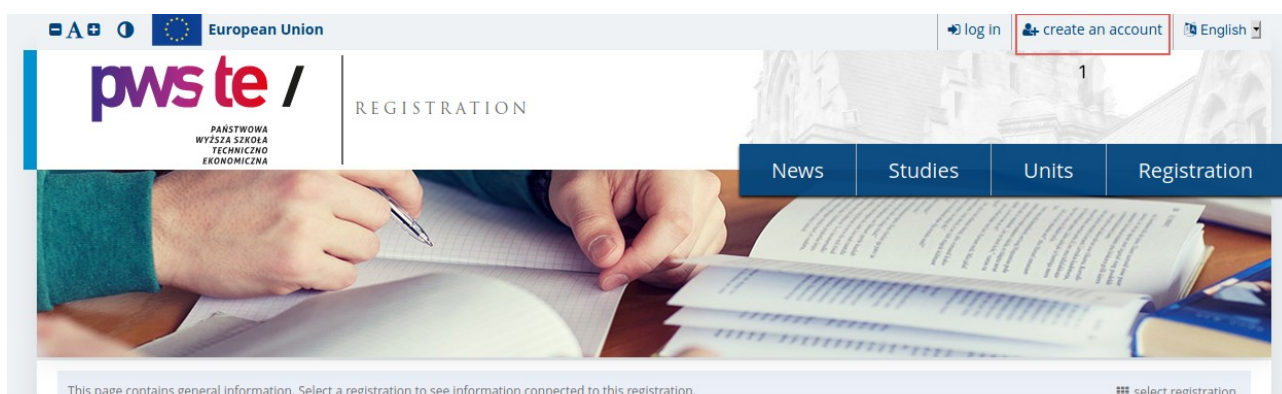 A European Union log in create an account English
1
pws te /
PAŃSTWOWA
WYŻSZA SZKOŁA
TECHNICZNO
EKONOMICZNA
REGISTRATION
News Studies Units Registration
This page contains general information. Select a registration to see information connected to this registration. select registration